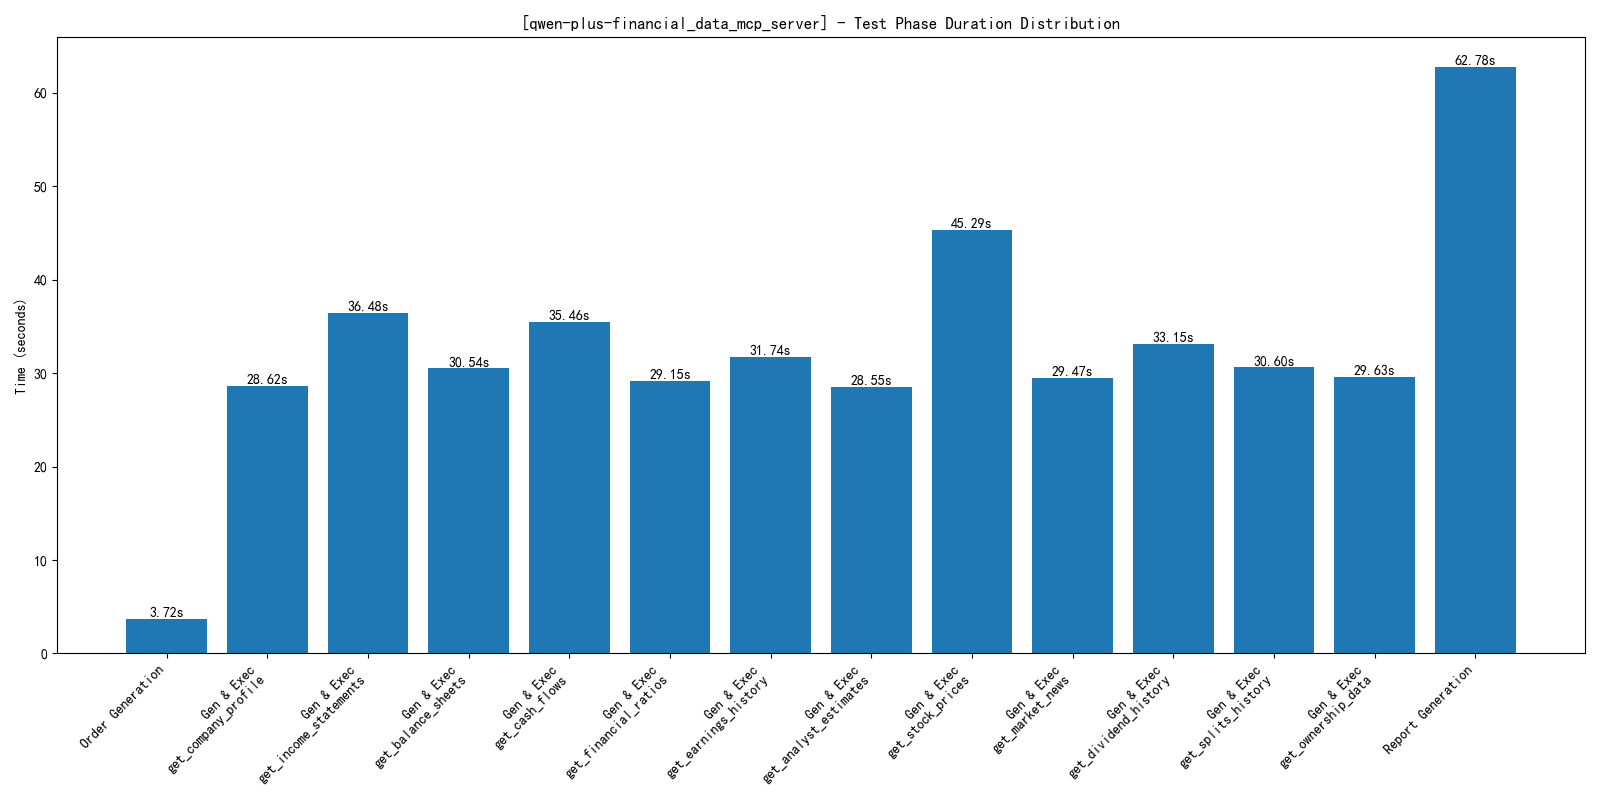 [qwen-plus-financial_data_mcp_server] - Test Phase Duration Distribution
Time (seconds)
60
50
40
30
20
10
0
3.72s
28.62s
36.48s
30.54s
35.46s
29.15s
31.74s
28.55s
45.29s
29.47s
33.15s
30.60s
29.63s
62.78s
Order Generation
Gen & Exec
get_company_profile
Gen & Exec
get_income_statements
Gen & Exec
get_balance_sheets
Gen & Exec
get_cash_flows
Gen & Exec
get_financial_ratios
Gen & Exec
get_earnings_history
Gen & Exec
get_analyst_estimates
Gen & Exec
get_stock_prices
Gen & Exec
get_market_news
Gen & Exec
get_dividend_history
Gen & Exec
get_splits_history
Gen & Exec
get_ownership_data
Report Generation